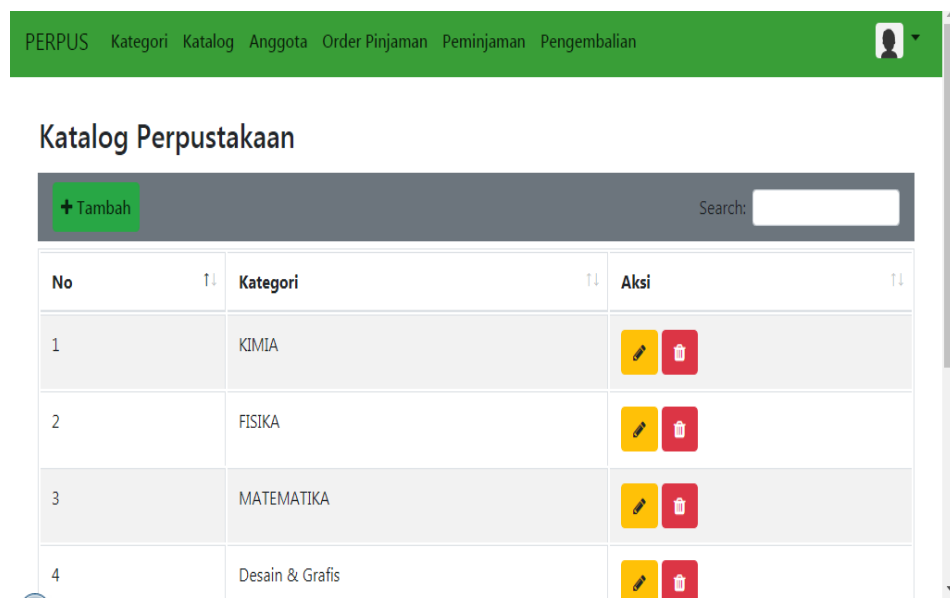 PERPUS Kategori Katalog Anggota Order Pinjaman Peminjaman Pengembalian
Katalog Perpustakaan
Tambah Search:
No Kategori Aksi
1 KIMIA
2 FISIKA
3 MATEMATIKA
4 Desain & Grafis